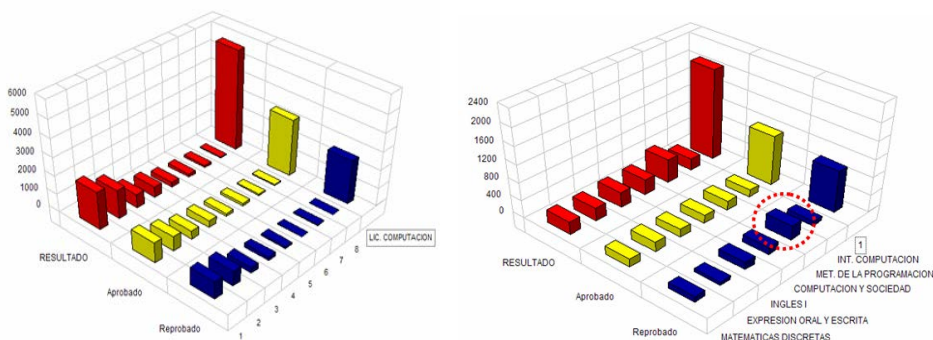 6000
5000
4000
3000
2000
1000
0
RESULTADO
Aprobado
Reprobado
1
2
3
4
5
6
7
8
LIC. COMPUTACION
2400
2000
1600
1200
800
400
0
RESULTADO
Aprobado
Reprobado
1
INT. COMPUTACION
MET. DE LA PROGRAMACION
COMPUTACION Y SOCIEDAD
INGLES I
EXPRESION ORAL Y ESCRITA
MATEMATICAS DISCRETAS